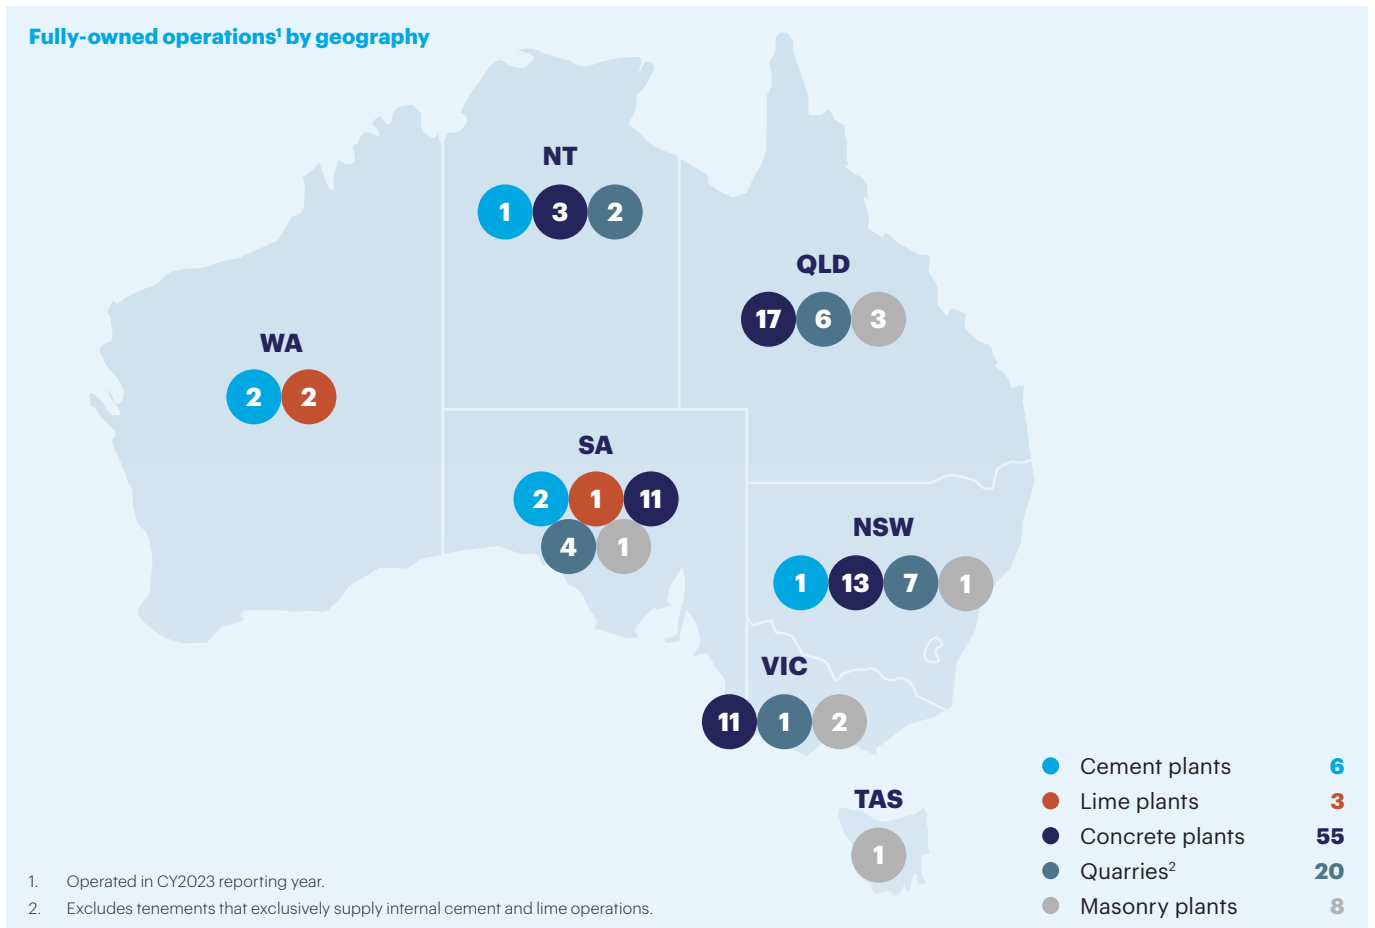 Fully-owned operations¹ by geography
NT
1 3 2
QLD
17 6 3
WA
2 2
SA
2 1 11
4 1
NSW
1 13 7 1
VIC
11 1 2
TAS
1
Cement plants 6
Lime plants 3
Concrete plants 55
Quarries² 20
Masonry plants 8
1. Operated in CY2023 reporting year.
2. Excludes tenements that exclusively supply internal cement and lime operations.